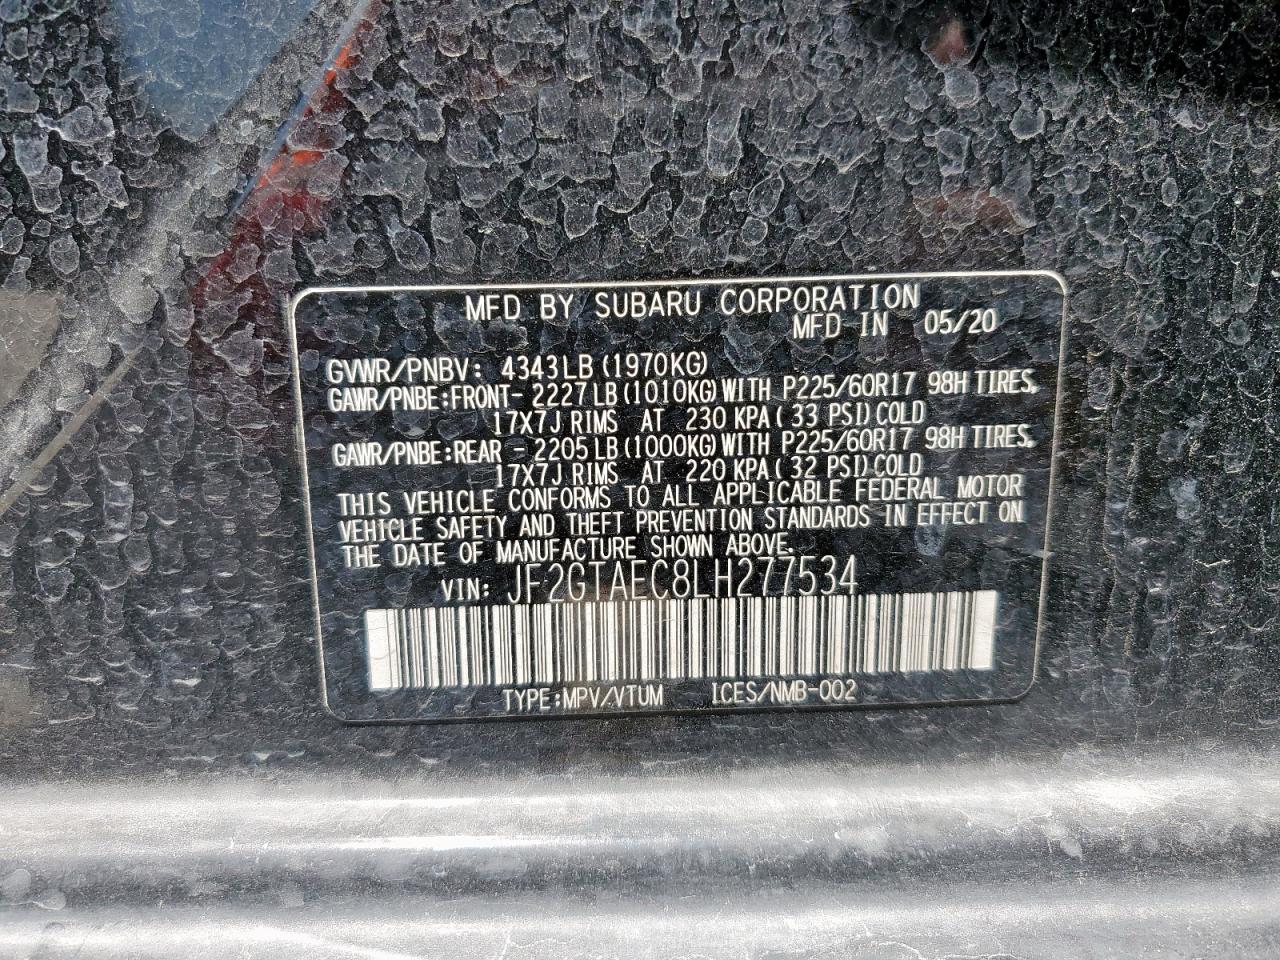 MFD BY SUBARU CORPORATION
MFD IN 05/20
GVWR/PNBV: 4343LB (1970KG)
GAWR/PNBE:FRONT- 2227LB (1010KG) WITH P225/60R17 98H TIRES,
17X7J RIMS AT 230 KPA (33 PSI) COLD
GAWR/PNBE:REAR - 2205LB (1000KG) WITH P225/60R17 98H TIRES,
17X7J RIMS AT 220 KPA (32 PSI) COLD
THIS VEHICLE CONFORMS TO ALL APPLICABLE FEDERAL MOTOR
VEHICLE SAFETY AND THEFT PREVENTION STANDARDS IN EFFECT ON
THE DATE OF MANUFACTURE SHOWN ABOVE.
VIN: JF2GTAEC8LH277534
TYPE:MPV/VTUM ICES/NMB-002